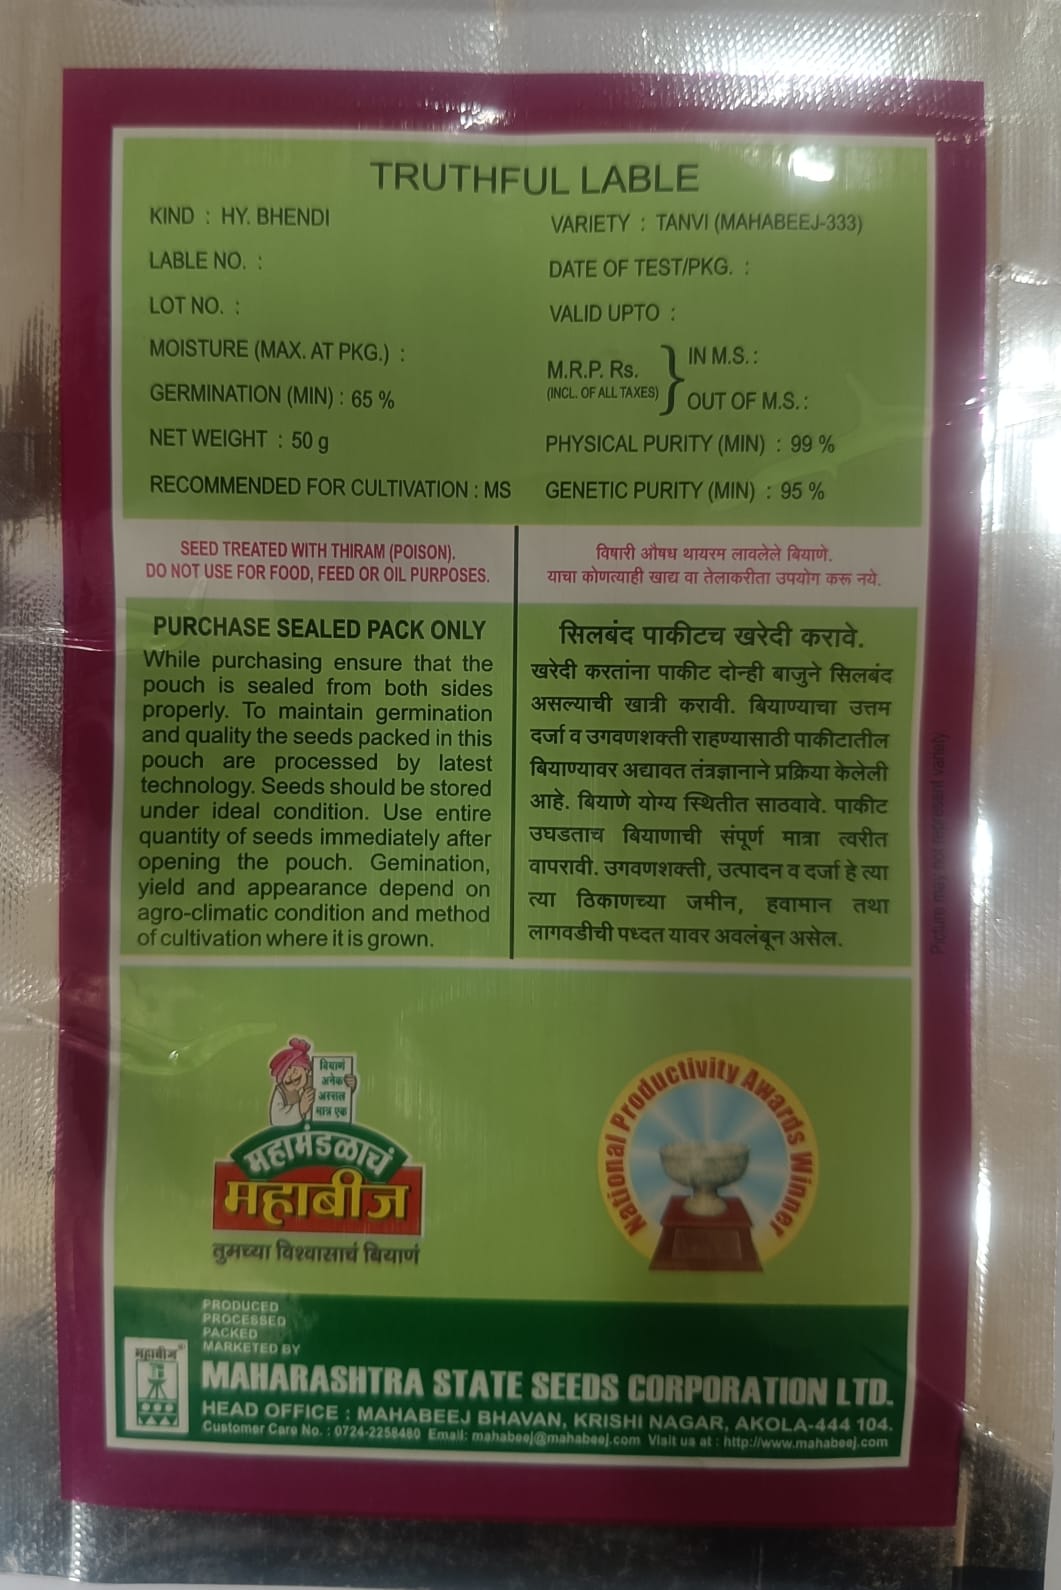 TRUTHFUL LABLE
KIND : HY. BHENDI
VARIETY : TANVI (MAHABEEJ-333)
LABLE NO. :
DATE OF TEST/PKG. :
LOT NO. :
VALID UPTO :
MOISTURE (MAX. AT PKG.) :
M.R.P. Rs.
(INCL. OF ALL TAXES)
IN M.S. :
OUT OF M.S. :
GERMINATION (MIN) : 65 %
NET WEIGHT : 50 g
PHYSICAL PURITY (MIN) : 99 %
RECOMMENDED FOR CULTIVATION : MS
GENETIC PURITY (MIN) : 95 %
SEED TREATED WITH THIRAM (POISON).
DO NOT USE FOR FOOD, FEED OR OIL PURPOSES.
विषारी औषध थायरम लावलेले बियाणे.
याचा कोणत्याही खाद्य वा तेलाकरीता उपयोग करू नये.
PURCHASE SEALED PACK ONLY
While purchasing ensure that the
pouch is sealed from both sides
properly. To maintain germination
and quality the seeds packed in this
pouch are processed by latest
technology. Seeds should be stored
under ideal condition. Use entire
quantity of seeds immediately after
opening the pouch. Gemination,
yield and appearance depend on
agro-climatic condition and method
of cultivation where it is grown.
सिलबंद पाकीटच खरेदी करावे.
खरेदी करतांना पाकीट दोन्ही बाजुने सिलबंद
असल्याची खात्री करावी. बियाण्याचा उत्तम
दर्जा व उगवणशक्ती राहण्यासाठी पाकीटातील
बियाण्यावर अद्यावत तंत्रज्ञानाने प्रक्रिया केलेली
आहे. बियाणे योग्य स्थितीत साठवावे. पाकीट
उघडताच बियाणाची संपूर्ण मात्रा त्वरीत
वापरावी. उगवणशक्ती, उत्पादन व दर्जा हे त्या
त्या ठिकाणच्या जमीन, हवामान तथा
लागवडीची पध्दत यावर अवलंबून असेल.
Picture may not represent variety
बियाणं
अनेक
अस्सल
मात्र एक
महामंडळाचं
महाबीज
तुमच्या विश्वासाचं बियाणं
National Productivity Awards Winner
PRODUCED
PROCESSED
PACKED
MARKETED BY
महाबीज
MAHARASHTRA STATE SEEDS CORPORATION LTD.
HEAD OFFICE : MAHABEEJ BHAVAN, KRISHI NAGAR, AKOLA-444 104.
Customer Care No. : 0724-2258480 Email: mahabeej@mahabeej.com Visit us at : http://www.mahabeej.com